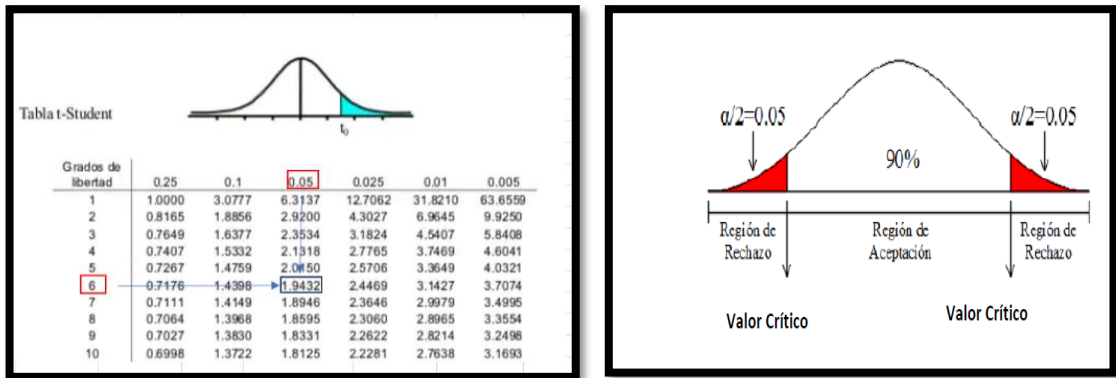 Tabla t-Student
t₀
Grados de
libertad 0.25 0.1 0.05 0.025 0.01 0.005
1 1.0000 3.0777 6.3137 12.7062 31.8210 63.6559
2 0.8165 1.8856 2.9200 4.3027 6.9645 9.9250
3 0.7649 1.6377 2.3534 3.1824 4.5407 5.8408
4 0.7407 1.5332 2.1318 2.7765 3.7469 4.6041
5 0.7267 1.4759 2.0150 2.5706 3.3649 4.0321
6 0.7176 1.4398 1.9432 2.4469 3.1427 3.7074
7 0.7111 1.4149 1.8946 2.3646 2.9979 3.4995
8 0.7064 1.3968 1.8595 2.3060 2.8965 3.3554
9 0.7027 1.3830 1.8331 2.2622 2.8214 3.2498
10 0.6998 1.3722 1.8125 2.2281 2.7638 3.1693
α/2=0.05 α/2=0.05
90%
Región de Región de Región de
Rechazo Aceptación Rechazo
Valor Crítico Valor Crítico